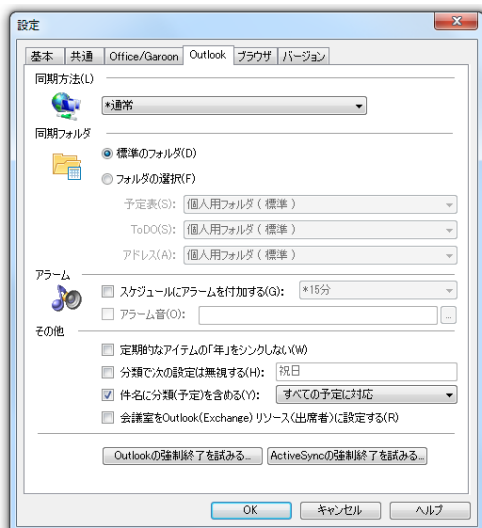 設定
基本 共通 Office/Garoon Outlook ブラウザ バージョン
同期方法(L)
*通常
同期フォルダ
標準のフォルダ(D)
フォルダの選択(F)
予定表(S): 個人用フォルダ ( 標準 )
ToDO(S): 個人用フォルダ ( 標準 )
アドレス(A): 個人用フォルダ ( 標準 )
アラーム
スケジュールにアラームを付加する(G): *15分
アラーム音(O): ...
その他
定期的なアイテムの「年」をシンクしない(W)
分類で次の設定は無視する(H): 祝日
件名に分類(予定)を含める(Y): すべての予定に対応
会議室をOutlook(Exchange) リソース(出席者)に設定する(R)
Outlookの強制終了を試みる... ActiveSyncの強制終了を試みる...
OK キャンセル ヘルプ